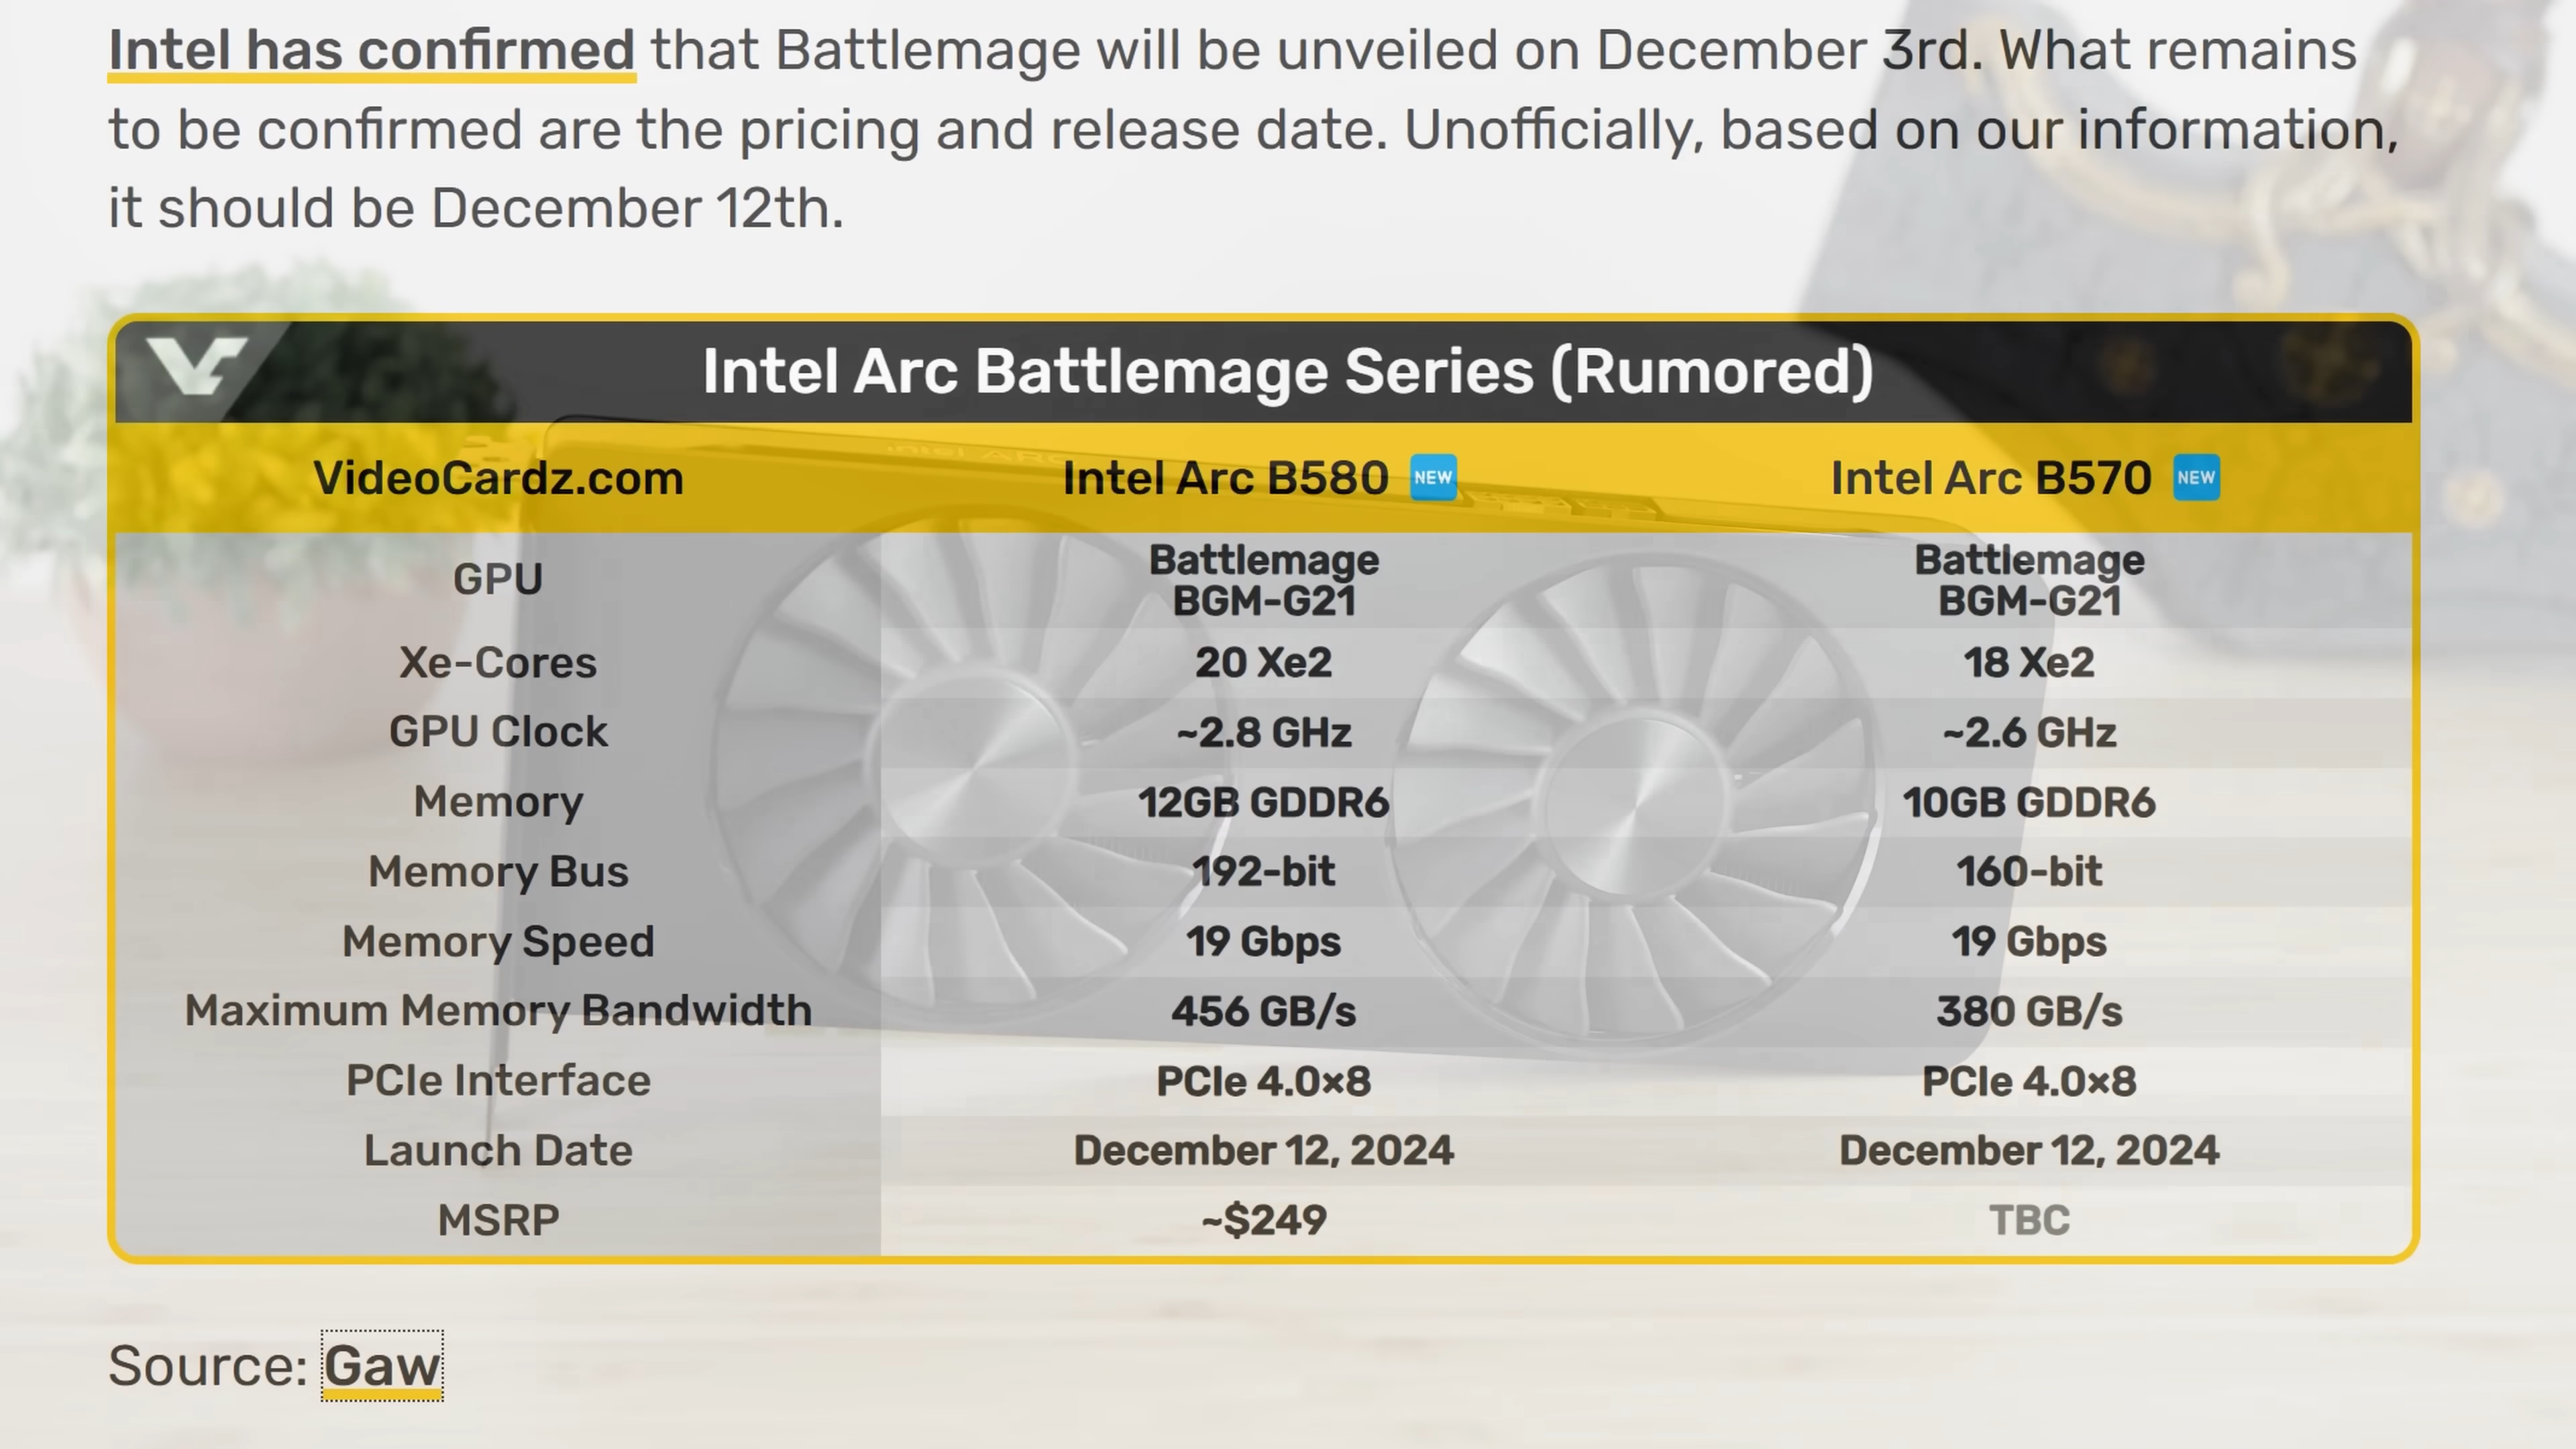 Intel has confirmed that Battlemage will be unveiled on December 3rd. What remains
to be confirmed are the pricing and release date. Unofficially, based on our information,
it should be December 12th.
Intel Arc Battlemage Series (Rumored)
VideoCardz.com Intel Arc B580 NEW Intel Arc B570 NEW
GPU Battlemage BGM-G21 Battlemage BGM-G21
Xe-Cores 20 Xe2 18 Xe2
GPU Clock ~2.8 GHz ~2.6 GHz
Memory 12GB GDDR6 10GB GDDR6
Memory Bus 192-bit 160-bit
Memory Speed 19 Gbps 19 Gbps
Maximum Memory Bandwidth 456 GB/s 380 GB/s
PCIe Interface PCIe 4.0×8 PCIe 4.0×8
Launch Date December 12, 2024 December 12, 2024
MSRP ~$249 TBC
Source: Gaw